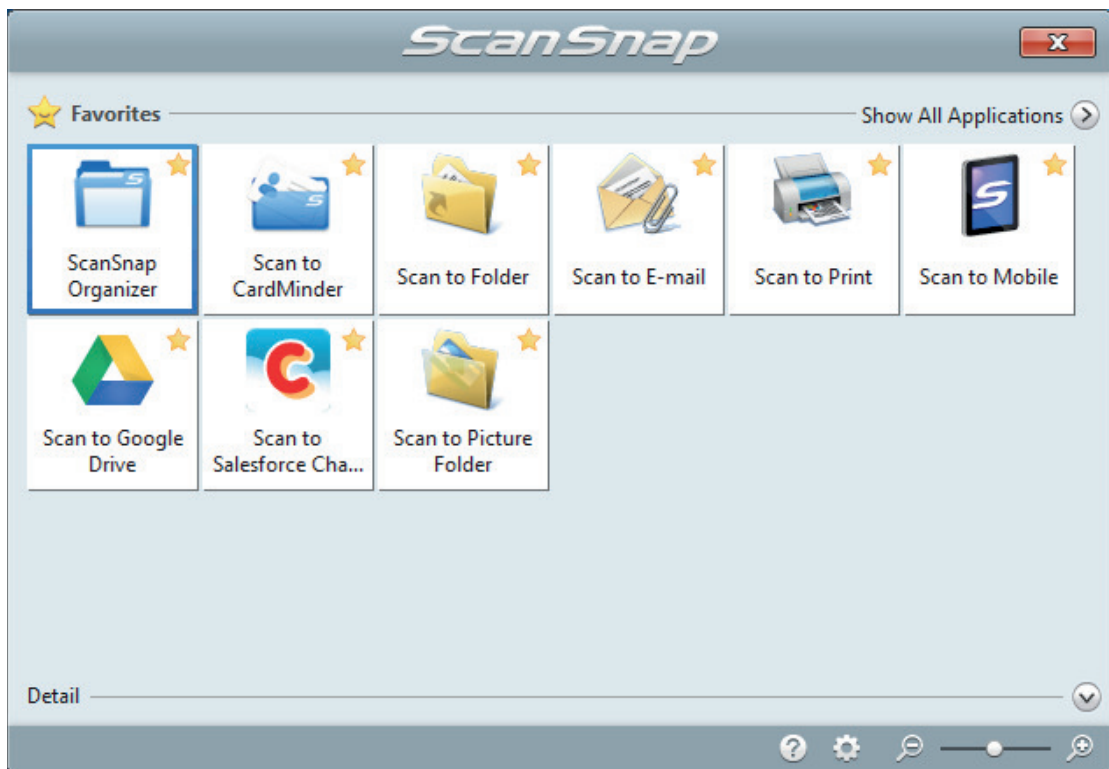 ScanSnap
Favorites
Show All Applications
ScanSnap
Organizer
Scan to
CardMinder
Scan to Folder
Scan to E-mail
Scan to Print
Scan to Mobile
Scan to Google
Drive
Scan to
Salesforce Cha...
Scan to Picture
Folder
Detail